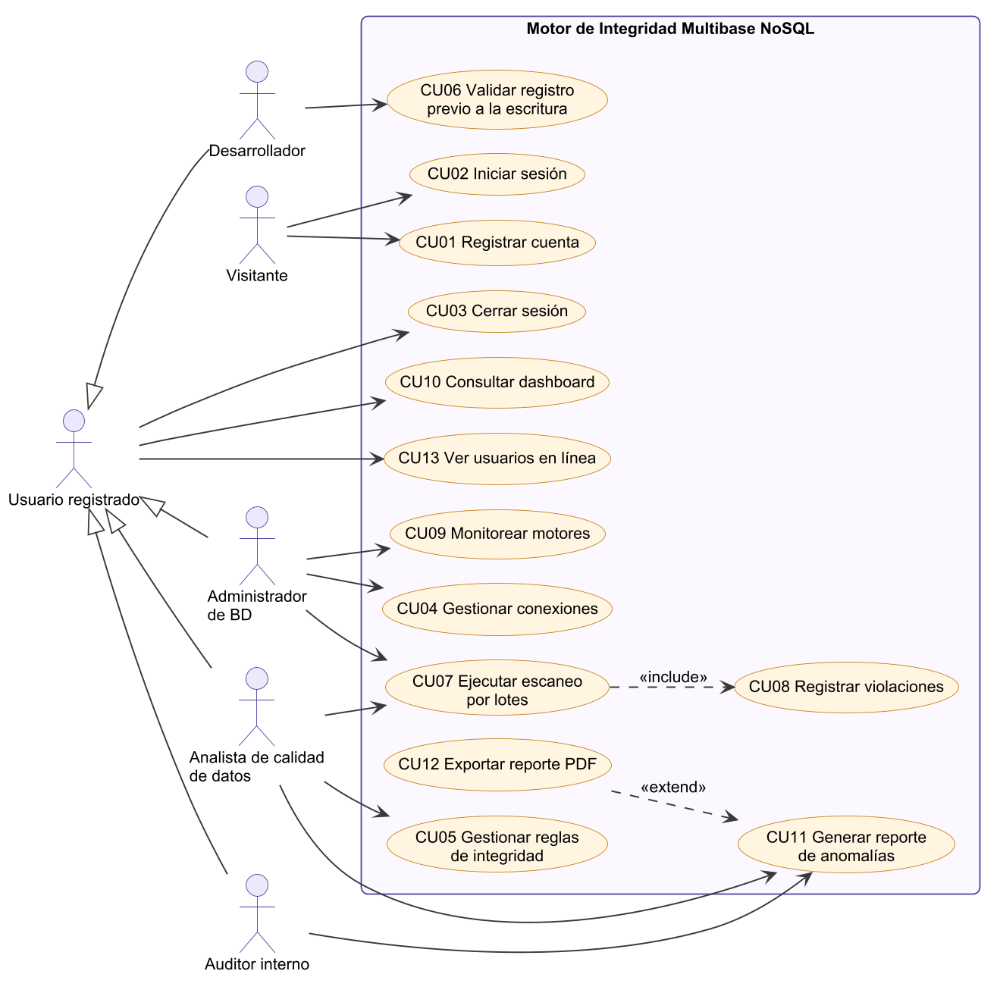 Motor de Integridad Multibase NoSQL
CU06 Validar registro
previo a la escritura
Desarrollador
CU02 Iniciar sesión
CU01 Registrar cuenta
Visitante
CU03 Cerrar sesión
CU10 Consultar dashboard
CU13 Ver usuarios en línea
Usuario registrado
CU09 Monitorear motores
Administrador
de BD
CU04 Gestionar conexiones
CU07 Ejecutar escaneo
por lotes
«include»
CU08 Registrar violaciones
Analista de calidad
de datos
CU12 Exportar reporte PDF
«extend»
CU05 Gestionar reglas
de integridad
CU11 Generar reporte
de anomalías
Auditor interno